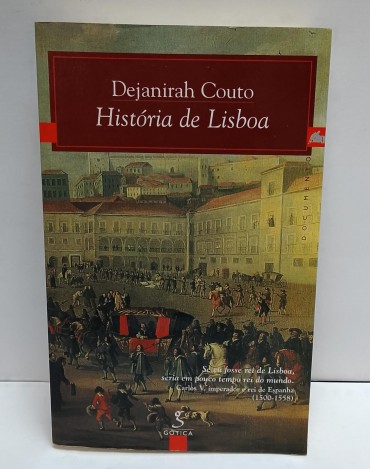 Dejanirah Couto
História de Lisboa
DOCUMENTOS
Se eu fosse rei de Lisboa,
seria em pouco tempo rei do mundo.
Carlos V, imperador e rei de Espanha
(1500-1558)
g
GÓTICA